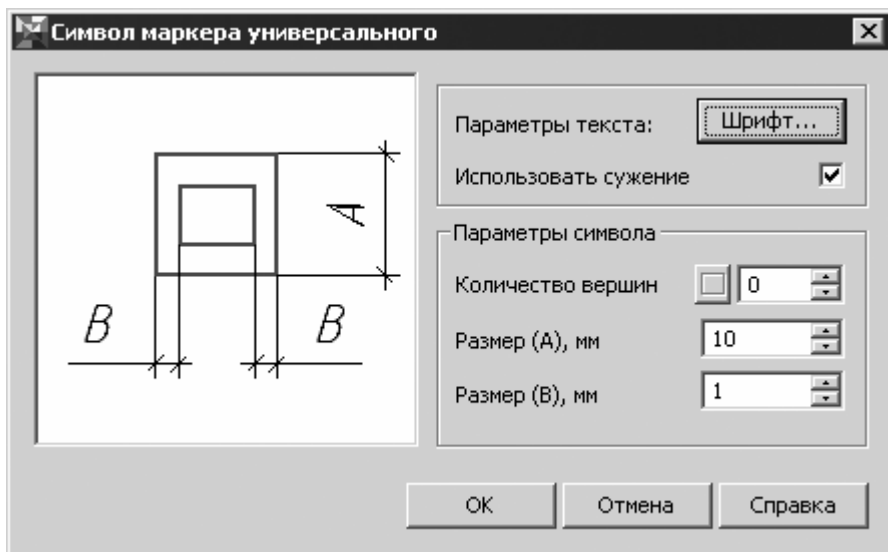 Символ маркера универсального
Параметры текста: Шрифт...
Использовать сужение
Параметры символа
Количество вершин 0
Размер (А), мм 10
Размер (В), мм 1
A
B B
OK Отмена Справка